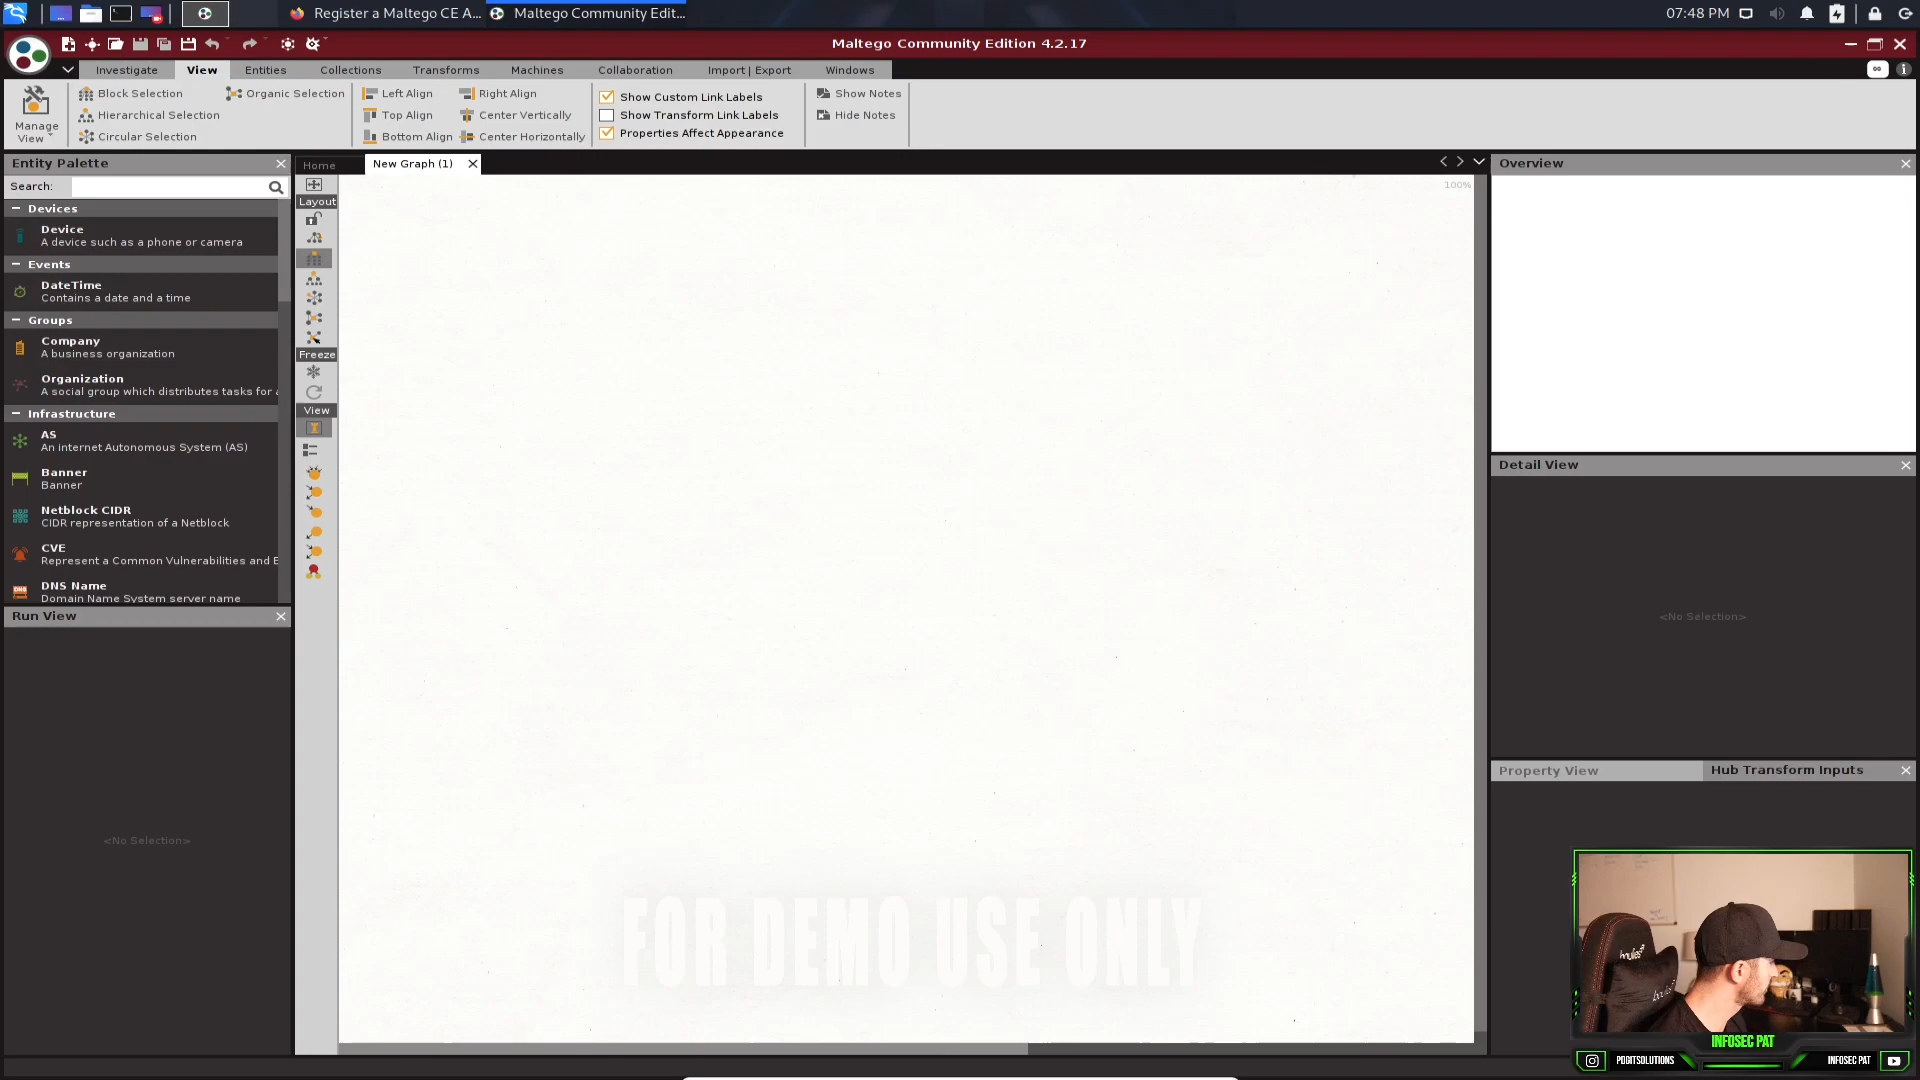 Register a Maltego CE A...
Maltego Community Edit...
07:48 PM
Maltego Community Edition 4.2.17
Investigate
View
Entities
Collections
Transforms
Machines
Collaboration
Import | Export
Windows
Manage
View
Block Selection
Hierarchical Selection
Circular Selection
Organic Selection
Left Align
Top Align
Bottom Align
Right Align
Center Vertically
Center Horizontally
Show Custom Link Labels
Show Transform Link Labels
Properties Affect Appearance
Show Notes
Hide Notes
Entity Palette
Search:
Devices
Device
A device such as a phone or camera
Events
DateTime
Contains a date and a time
Groups
Company
A business organization
Organization
A social group which distributes tasks for
Infrastructure
AS
An internet Autonomous System (AS)
Banner
Banner
Netblock CIDR
CIDR representation of a Netblock
CVE
Represent a Common Vulnerabilities and E
DNS Name
Domain Name System server name
Run View
<No Selection>
Home
New Graph (1)
Layout
Freeze
View
100%
FOR DEMO USE ONLY
Overview
Detail View
<No Selection>
Property View
Hub Transform Inputs
INFOSEC PAT
PDGITSOLUTIONS
INFOSEC PAT